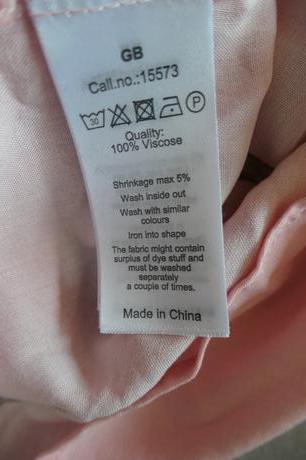 GB
Call.no.:15573
30
P
Quality:
100% Viscose
Shrinkage max 5%
Wash inside out
Wash with similar
colours
Iron into shape
The fabric might contain
surplus of dye stuff and
must be washed
separately
a couple of times.
Made in China